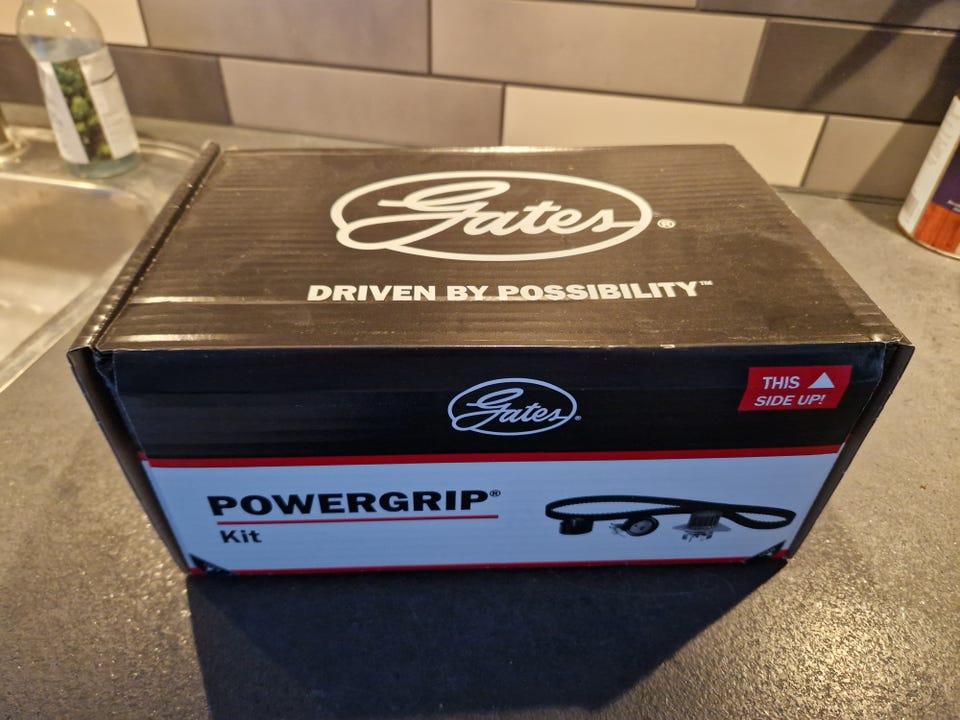 Gates®
DRIVEN BY POSSIBILITY™
Gates®
THIS
SIDE UP!
POWERGRIP®
Kit